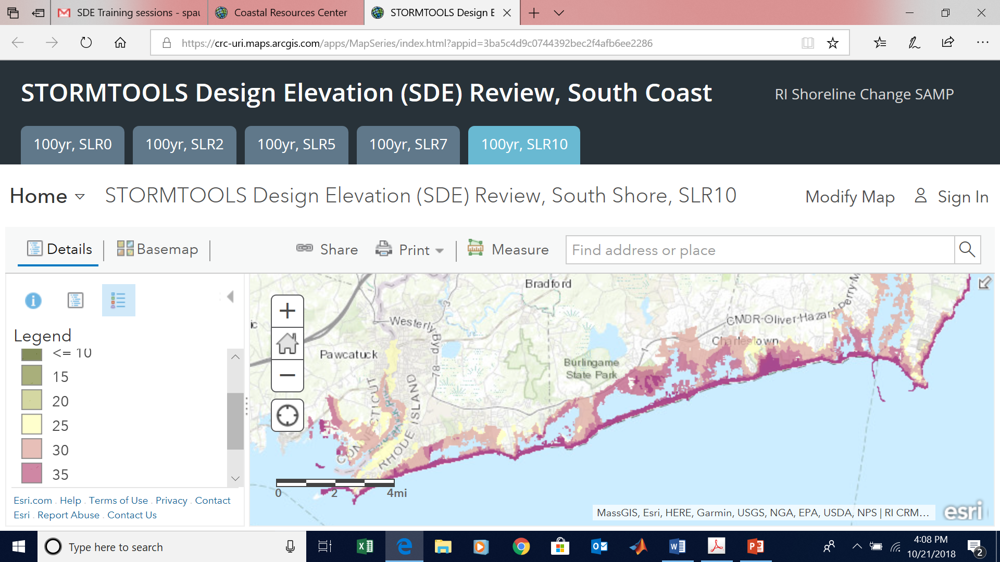 SDE Training sessions - spau
Coastal Resources Center
STORMTOOLS Design E
https://crc-uri.maps.arcgis.com/apps/MapSeries/index.html?appid=3ba5c4d9c0744392bec2f4afb6ee2286
STORMTOOLS Design Elevation (SDE) Review, South Coast
RI Shoreline Change SAMP
100yr, SLR0
100yr, SLR2
100yr, SLR5
100yr, SLR7
100yr, SLR10
Home
STORMTOOLS Design Elevation (SDE) Review, South Shore, SLR10
Modify Map
Sign In
Details
Basemap
Share
Print
Measure
Find address or place
Legend
<= 10
15
20
25
30
35
Esri.com . Help . Terms of Use . Privacy . Contact
Esri . Report Abuse . Contact Us
Bradford
ic
Westerly-Byp
78
3
1
Pawcatuck
CMDR-Oliver-Hazard Perry-M
Charlestown
Burlingame
State Park
CONNECTICUT
RHODE ISLAND
0
2
4mi
MassGIS, Esri, HERE, Garmin, USGS, NGA, EPA, USDA, NPS | RI CRM...
esri
Type here to search
4:08 PM
10/21/2018
2